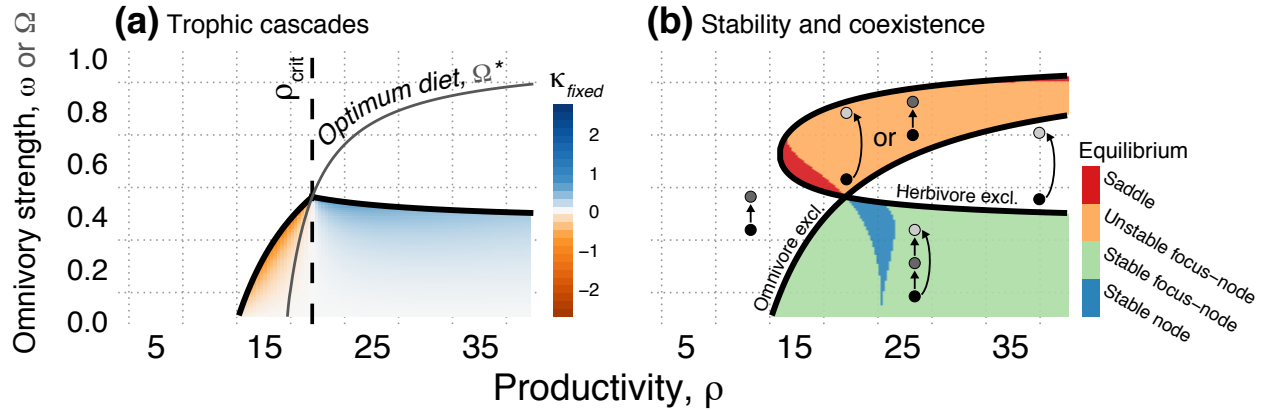 (a) Trophic cascades
(b) Stability and coexistence
Omnivory strength, ω or Ω
1.0
0.8
0.6
0.4
0.2
0.0
ρcrit
Optimum diet, Ω*
κfixed
2
1
0
−1
−2
5
15
25
35
or
Herbivore excl.
Omnivore excl.
Equilibrium
Saddle
Unstable focus–node
Stable focus–node
Stable node
5
15
25
35
Productivity, ρ